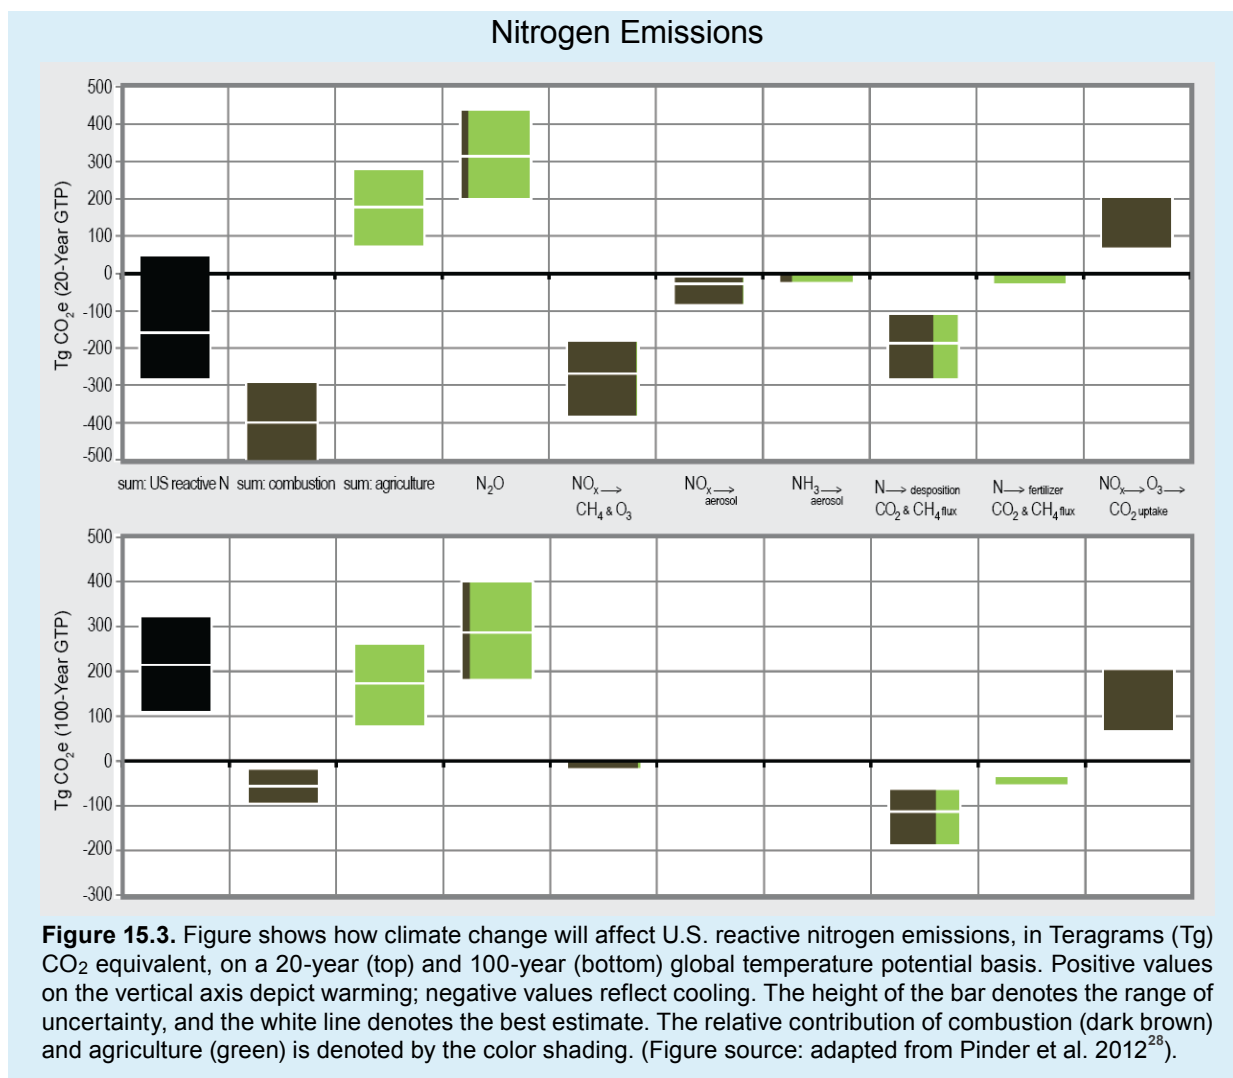 Nitrogen Emissions
Tg CO₂e (20-Year GTP)
500
400
300
200
100
0
-100
-200
-300
-400
-500
sum: US reactive N
sum: combustion
sum: agriculture
N₂O
NOₓ →
CH₄ & O₃
NOₓ →
aerosol
NH₃ →
aerosol
N → desposition
CO₂ & CH₄ flux
N → fertilizer
CO₂ & CH₄ flux
NOₓ → O₃ →
CO₂ uptake
Tg CO₂e (100-Year GTP)
500
400
300
200
100
0
-100
-200
-300
Figure 15.3. Figure shows how climate change will affect U.S. reactive nitrogen emissions, in Teragrams (Tg)
CO₂ equivalent, on a 20-year (top) and 100-year (bottom) global temperature potential basis. Positive values
on the vertical axis depict warming; negative values reflect cooling. The height of the bar denotes the range of
uncertainty, and the white line denotes the best estimate. The relative contribution of combustion (dark brown)
and agriculture (green) is denoted by the color shading. (Figure source: adapted from Pinder et al. 2012²⁸).